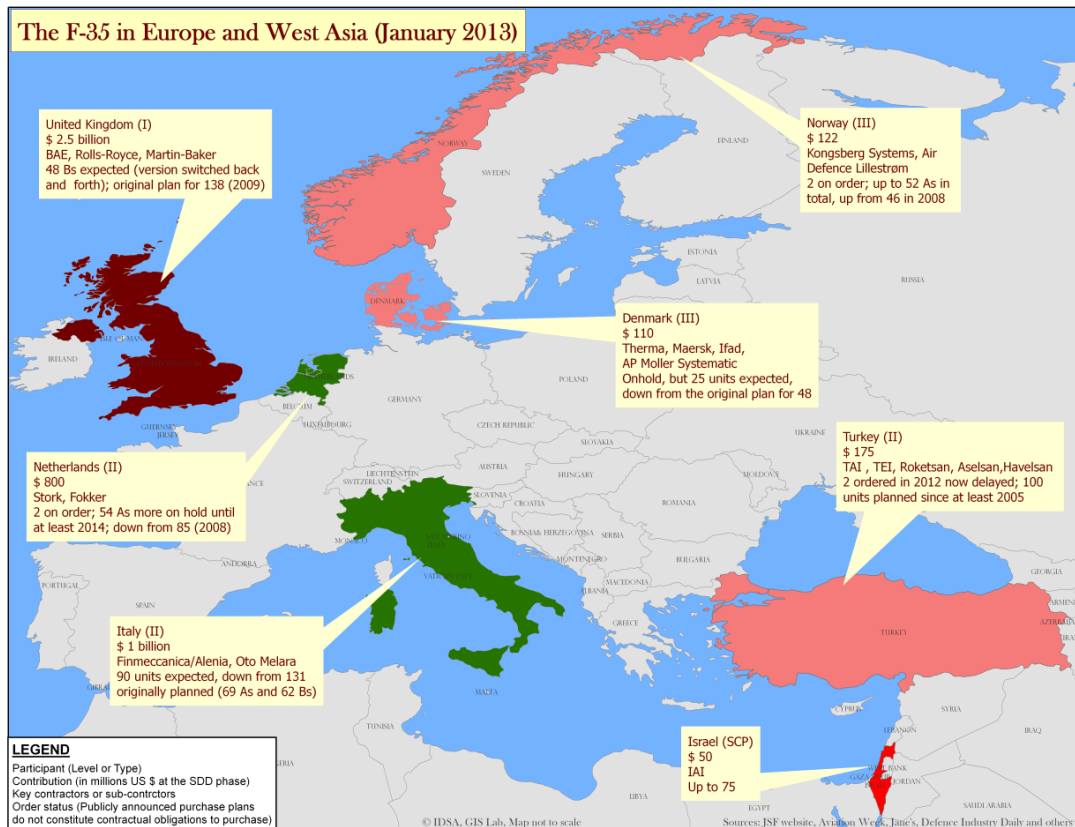 The F-35 in Europe and West Asia (January 2013)
United Kingdom (I)
$ 2.5 billion
BAE, Rolls-Royce, Martin-Baker
48 Bs expected (version switched back
and forth); original plan for 138 (2009)
Norway (III)
$ 122
Kongsberg Systems, Air
Defence Lillestrøm
2 on order; up to 52 As in
total, up from 46 in 2008
Denmark (III)
$ 110
Therma, Maersk, Ifad,
AP Moller Systematic
Onhold, but 25 units expected,
down from the original plan for 48
Turkey (II)
$ 175
TAI , TEI, Roketsan, Aselsan,Havelsan
2 ordered in 2012 now delayed; 100
units planned since at least 2005
Netherlands (II)
$ 800
Stork, Fokker
2 on order; 54 As more on hold until
at least 2014; down from 85 (2008)
Italy (II)
$ 1 billion
Finmeccanica/Alenia, Oto Melara
90 units expected, down from 131
originally planned (69 As and 62 Bs)
Israel (SCP)
$ 50
IAI
Up to 75
NORWAY
SWEDEN
FINLAND
RUSSIA
ESTONIA
LATVIA
DENMARK
ISLE OF MAN
IRELAND
BELGIUM
LUXEMBOURG
GERMANY
POLAND
GUERNSEY
JERSEY
CZECH REPUBLIC
SLOVAKIA
UKRAINE
LIECHTENSTEIN
SWITZERLAND
AUSTRIA
HUNGARY
MOLDOVA
SLOVENIA
CROATIA
ROMANIA
BOSNIA & HERZEGOVINA
SERBIA
MONACO
MONTENEGRO
BULGARIA
VATICAN CITY
MACEDONIA
ALBANIA
ANDORRA
PORTUGAL
SPAIN
GREECE
TURKEY
GEORGIA
MALTA
CYPRUS
SYRIA
LEBANON
IRAQ
TUNISIA
JORDAN
LIBYA
EGYPT
SAUDI ARABIA
LEGEND
Participant (Level or Type)
Contribution (in millions US $ at the SDD phase)
Key contractors or sub-contrctors
Order status (Publicly announced purchase plans
do not constitute contractual obligations to purchase)
© IDSA, GIS Lab, Map not to scale
Sources: JSF website, Aviation Week, Jane's, Defence Industry Daily and others